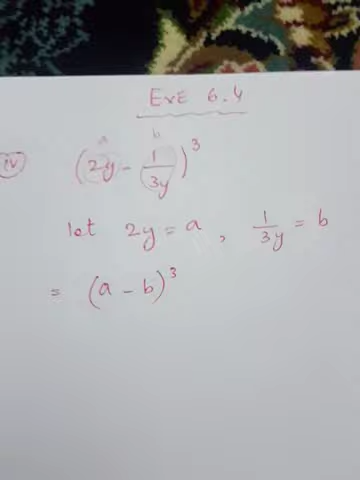 ExE 6.4
a b
(iv) (2y - 1/3y)³
let 2y = a , 1/3y = b
= (a - b)³